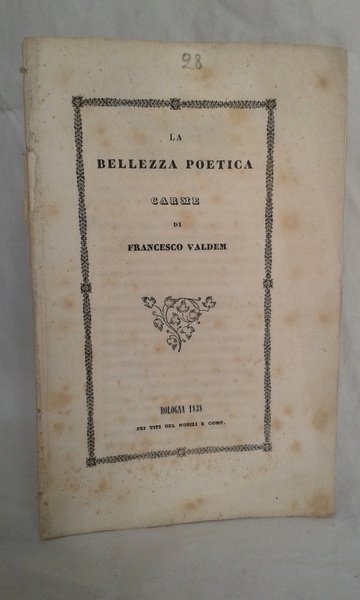 28
LA
BELLEZZA POETICA
CARME
DI
FRANCESCO VALDEM
BOLOGNA 1838
PEI TIPI DEL NOBILI E COMP.